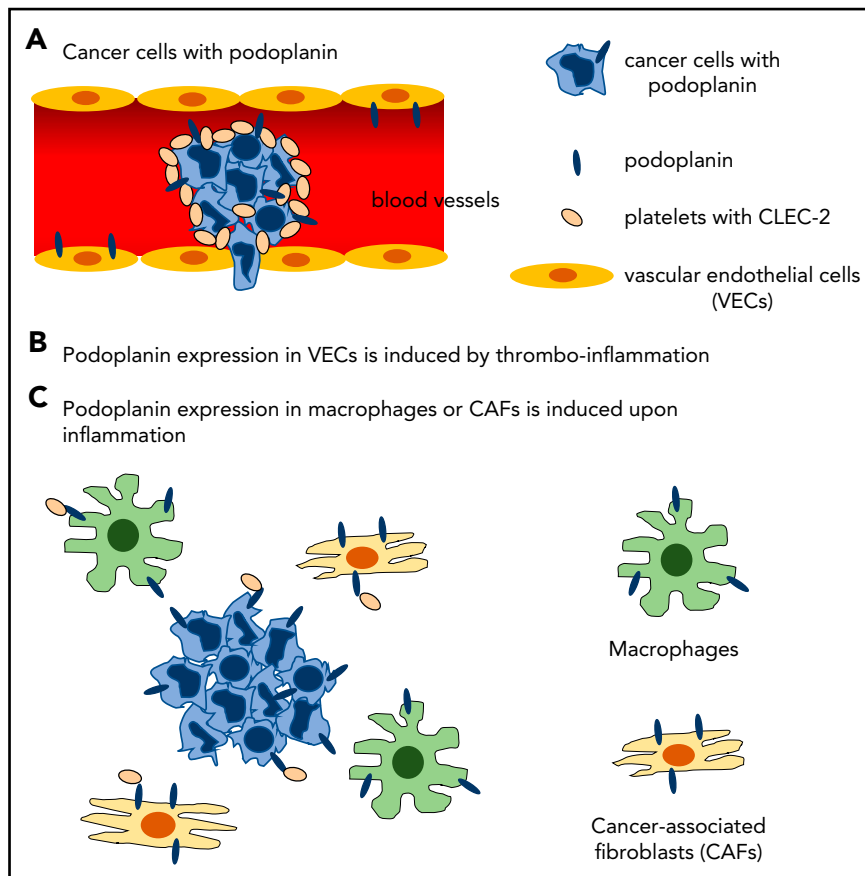 A Cancer cells with podoplanin
cancer cells with
podoplanin
podoplanin
blood vessels
platelets with CLEC-2
vascular endothelial cells
(VECs)
B Podoplanin expression in VECs is induced by thrombo-inflammation
C Podoplanin expression in macrophages or CAFs is induced upon
inflammation
Macrophages
Cancer-associated
fibroblasts (CAFs)